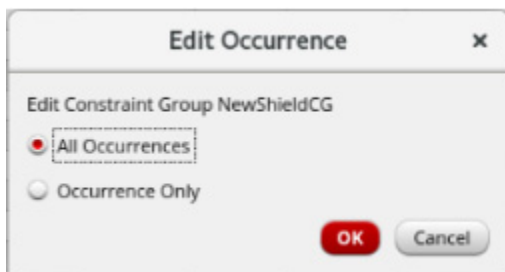 Edit Occurrence
Edit Constraint Group NewShieldCG
All Occurrences
Occurrence Only
OK Cancel